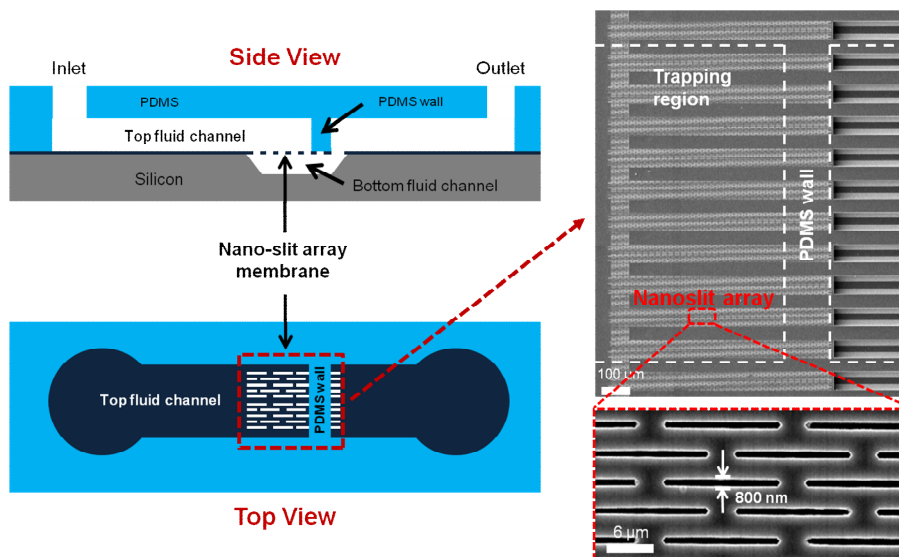 Side View
Inlet
Outlet
PDMS
PDMS wall
Top fluid channel
Silicon
Bottom fluid channel
Nano-slit array
membrane
Top fluid channel
PDMS wall
Top View
Trapping
region
PDMS wall
Nanoslit array
100 µm
800 nm
6 µm